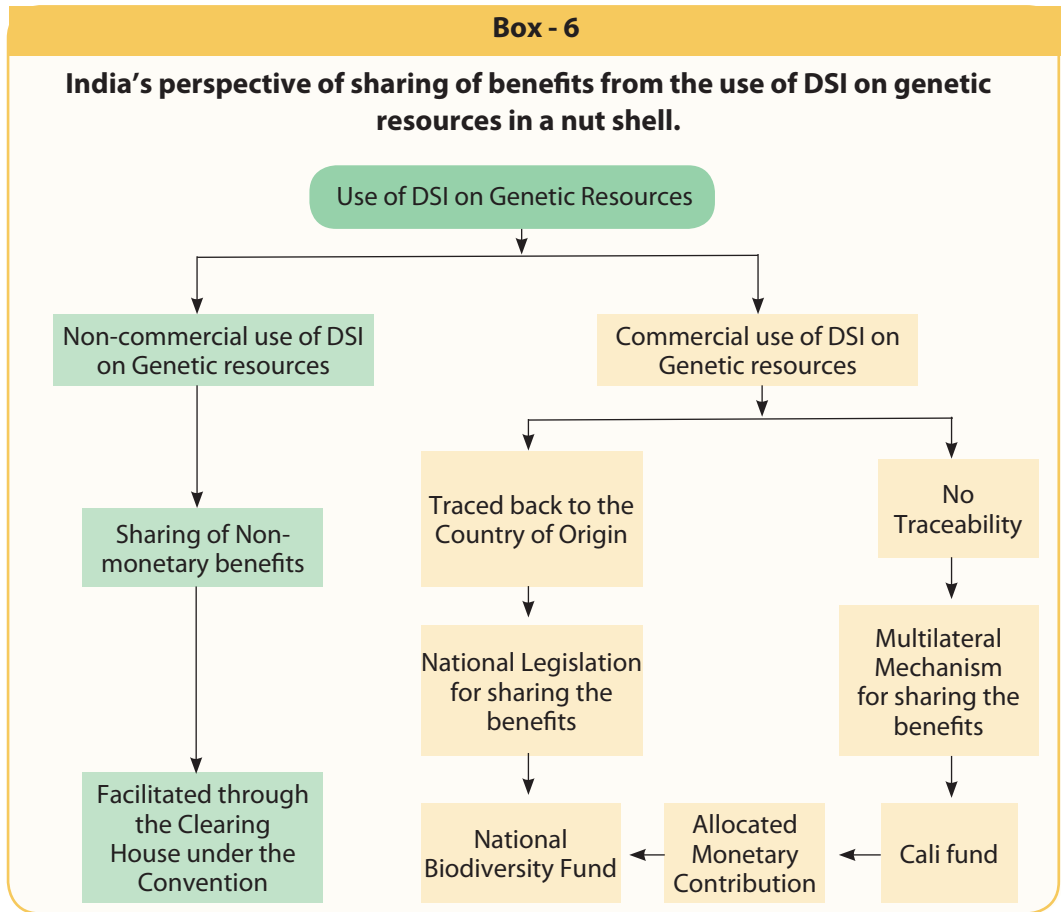 Box - 6
India's perspective of sharing of benefits from the use of DSI on genetic
resources in a nut shell.
Use of DSI on Genetic Resources
Non-commercial use of DSI
on Genetic resources
Commercial use of DSI on
Genetic resources
Traced back to the
Country of Origin
No
Traceability
Sharing of Non-
monetary benefits
National Legislation
for sharing the
benefits
Multilateral
Mechanism
for sharing the
benefits
Facilitated through
the Clearing
House under the
Convention
National
Biodiversity Fund
Allocated
Monetary
Contribution
Cali fund